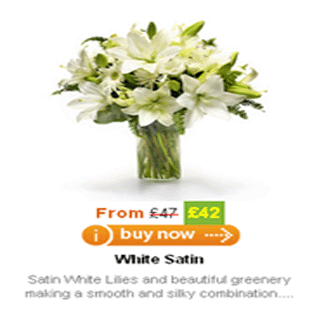 From £47 £42
i buy now
White Satin
Satin White Lilies and beautiful greenery
making a smooth and silky combination....